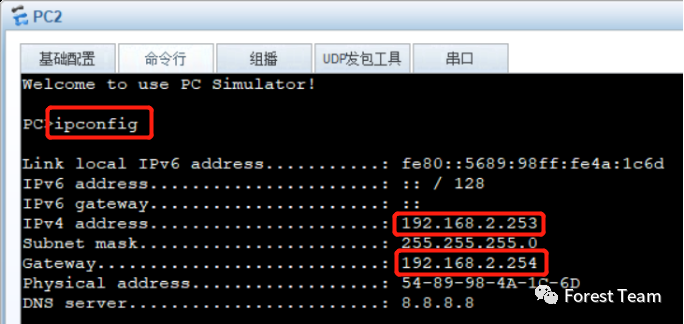 PC2
基础配置 命令行 组播 UDP发包工具 串口
Welcome to use PC Simulator!
PC>ipconfig
Link local IPv6 address...........: fe80::5689:98ff:fe4a:1c6d
IPv6 address......................: :: / 128
IPv6 gateway......................: ::
IPv4 address......................: 192.168.2.253
Subnet mask.......................: 255.255.255.0
Gateway...........................: 192.168.2.254
Physical address..................: 54-89-98-4A-1C-6D
DNS server........................: 8.8.8.8
Forest Team